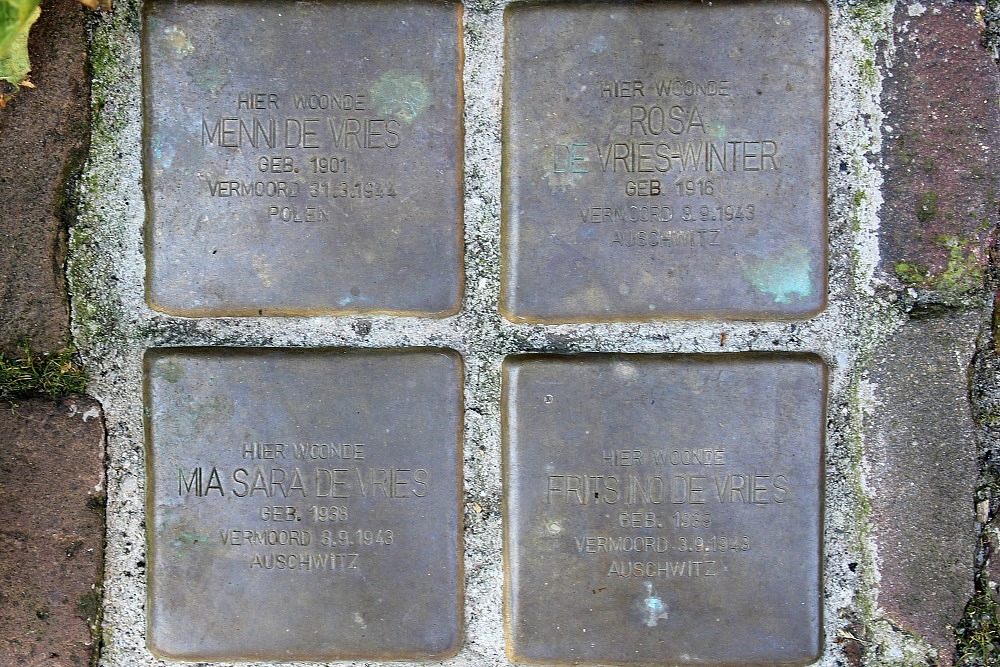 HIER WOONDE
MENNI DE VRIES
GEB. 1901
VERMOORD 31.3.1944
POLEN
HIER WOONDE
ROSA
DE VRIES-WINTER
GEB. 1916
VERMOORD 3.9.1943
AUSCHWITZ
HIER WOONDE
MIA SARA DE VRIES
GEB. 1938
VERMOORD 3.9.1943
AUSCHWITZ
HIER WOONDE
FRITS INO DE VRIES
GEB.
VERMOORD 3.9.1943
AUSCHWITZ